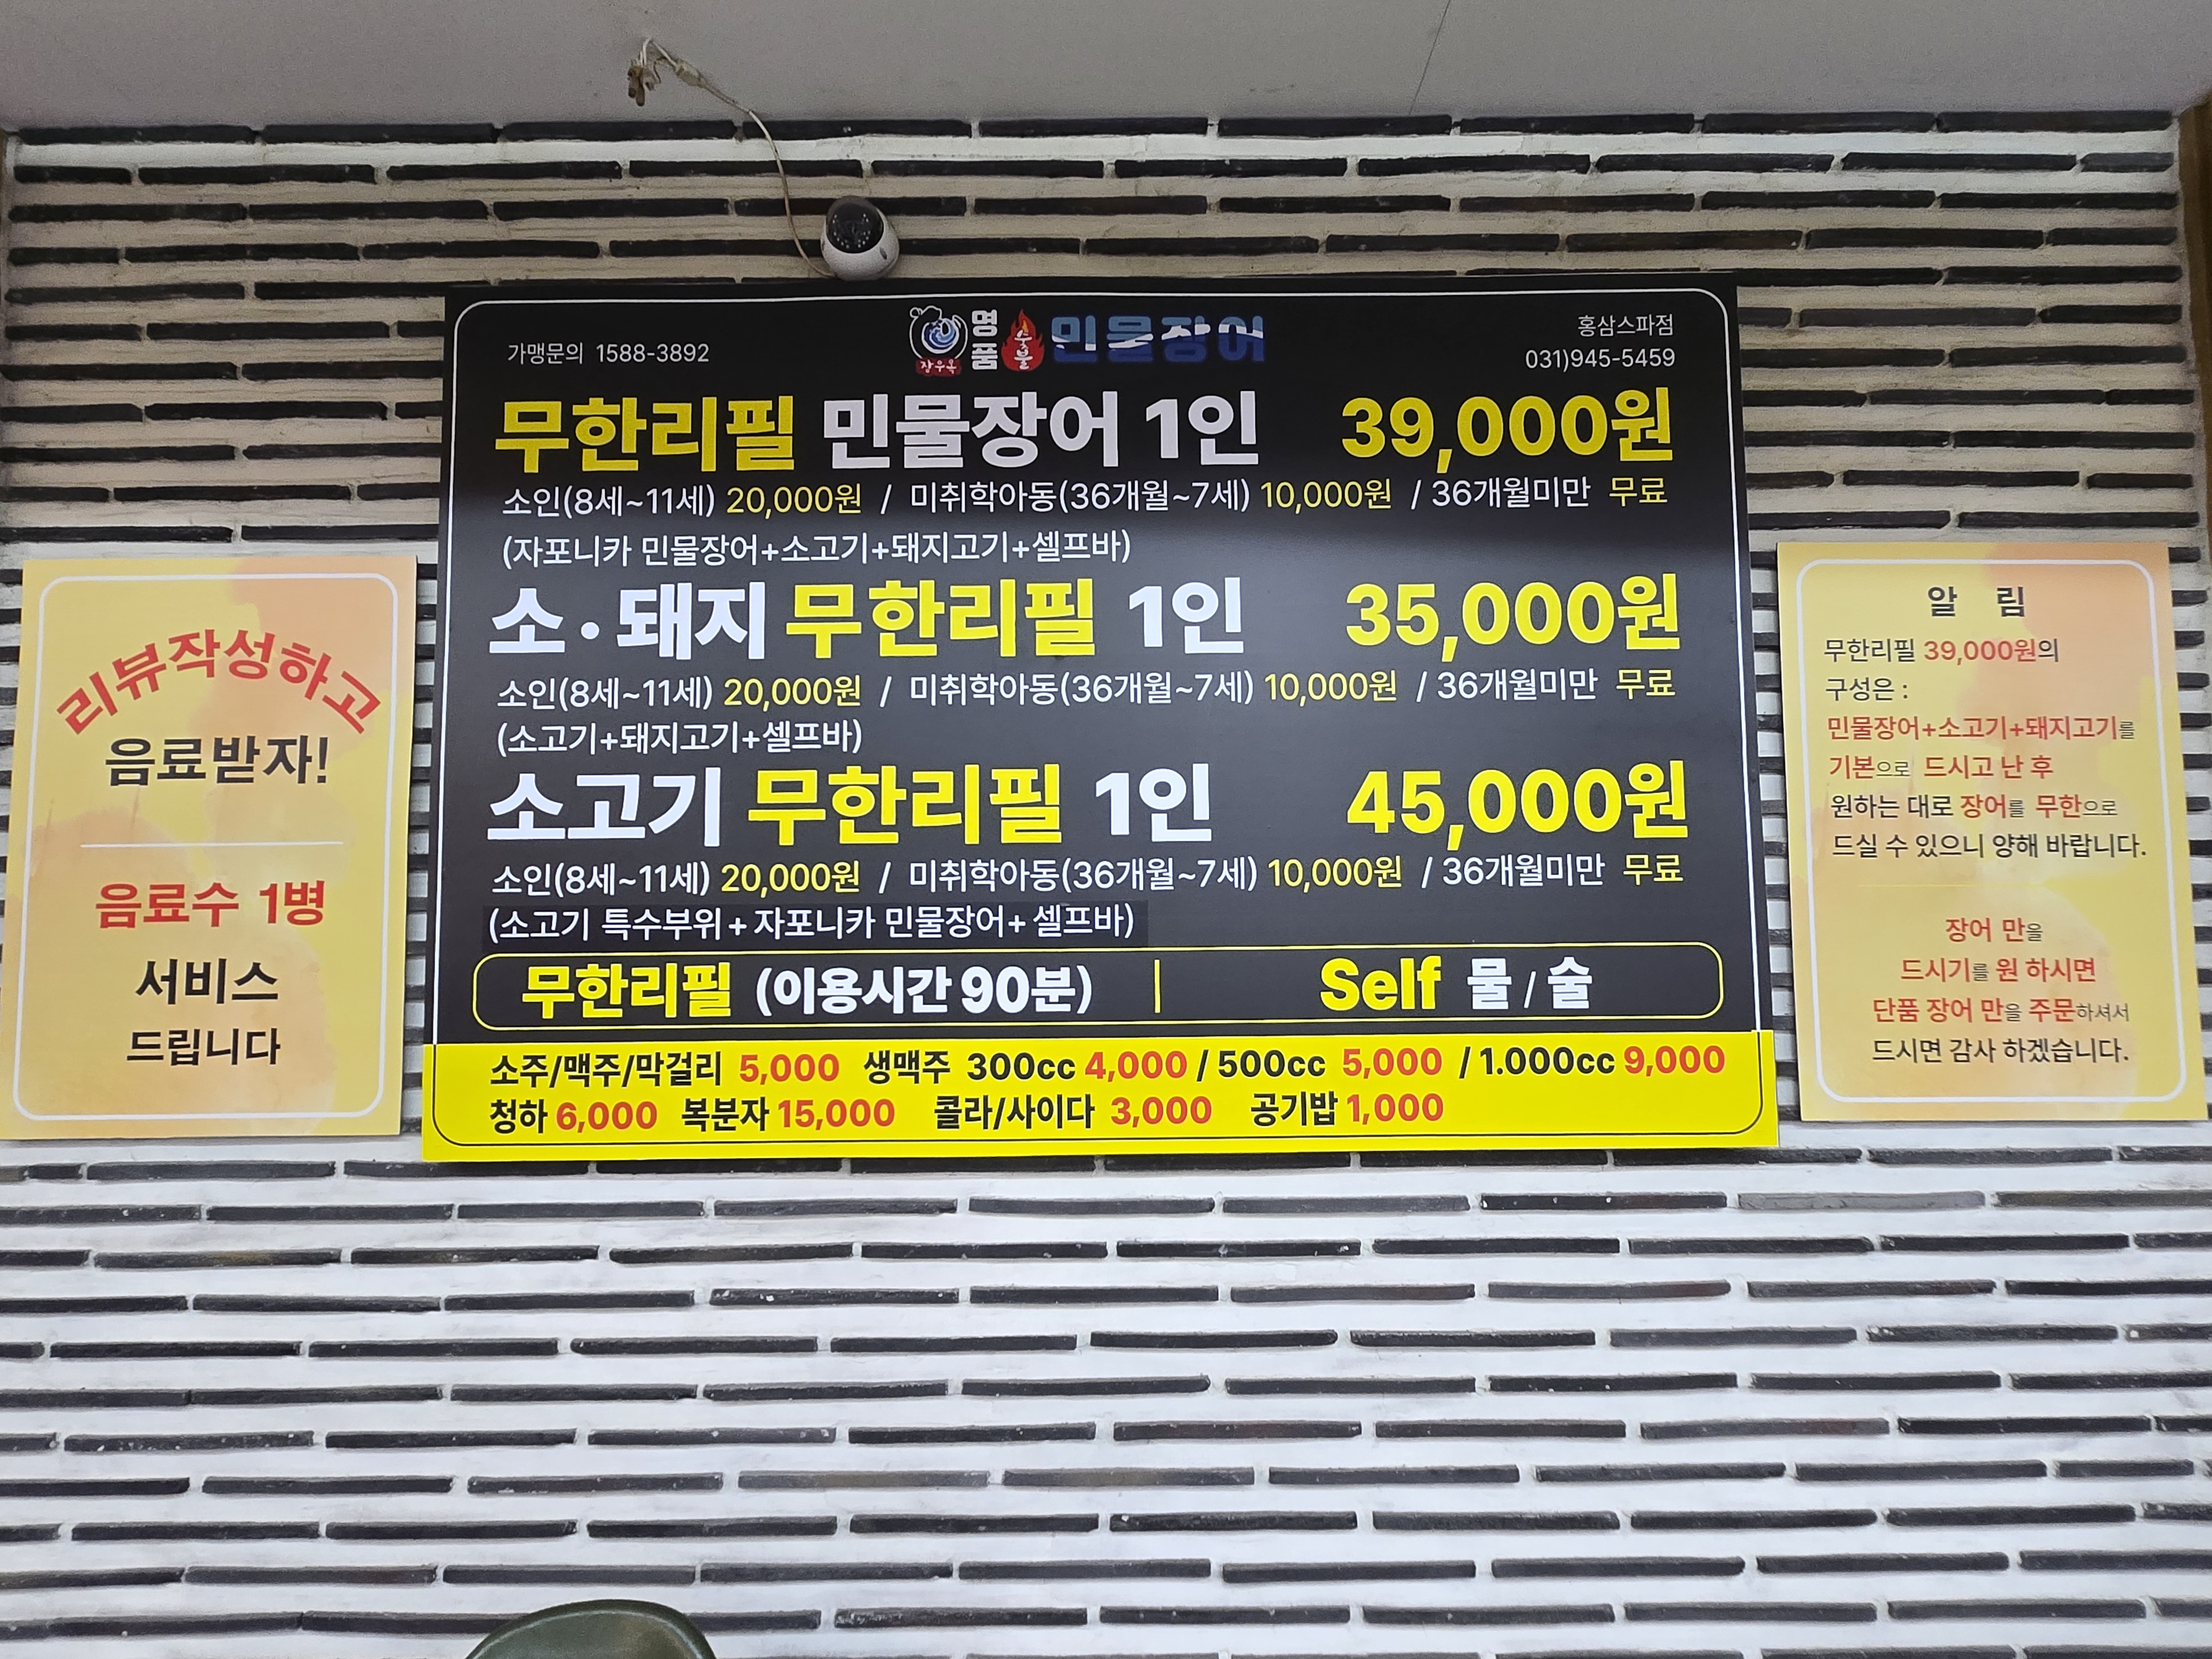 가맹문의 1588-3892
장우옥 명품 숯불 민물장어
홍삼스파점
031)945-5459
무한리필 민물장어 1인 39,000원
소인(8세~11세) 20,000원 / 미취학아동(36개월~7세) 10,000원 / 36개월미만 무료
(자포니카 민물장어+소고기+돼지고기+셀프바)
소·돼지 무한리필 1인 35,000원
소인(8세~11세) 20,000원 / 미취학아동(36개월~7세) 10,000원 / 36개월미만 무료
(소고기+돼지고기+셀프바)
소고기 무한리필 1인 45,000원
소인(8세~11세) 20,000원 / 미취학아동(36개월~7세) 10,000원 / 36개월미만 무료
(소고기 특수부위+자포니카 민물장어+ 셀프바)
무한리필 (이용시간 90분) | Self 물 / 술
소주/맥주/막걸리 5,000 생맥주 300cc 4,000 / 500cc 5,000 / 1.000cc 9,000
청하 6,000 복분자 15,000 콜라/사이다 3,000 공기밥 1,000
리뷰작성하고
음료받자!
음료수 1병
서비스
드립니다
알 림
무한리필 39,000원의
구성은 :
민물장어+소고기+돼지고기를
기본으로 드시고 난 후
원하는 대로 장어를 무한으로
드실 수 있으니 양해 바랍니다.
장어 만을
드시기를 원 하시면
단품 장어 만을 주문하셔서
드시면 감사 하겠습니다.